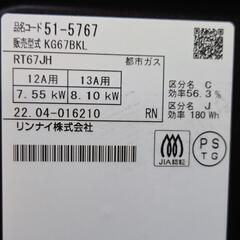 品名コード 51-5767
販売型式 KG67BKL
RT67JH 都市ガス
12A用 13A用
7.55 kW 8.10 kW
22.04-016210 RN
リンナイ株式会社
区分名 C
効率56.3 %
区分名 J
効率 180 Wh
JIA認証
PS
TG